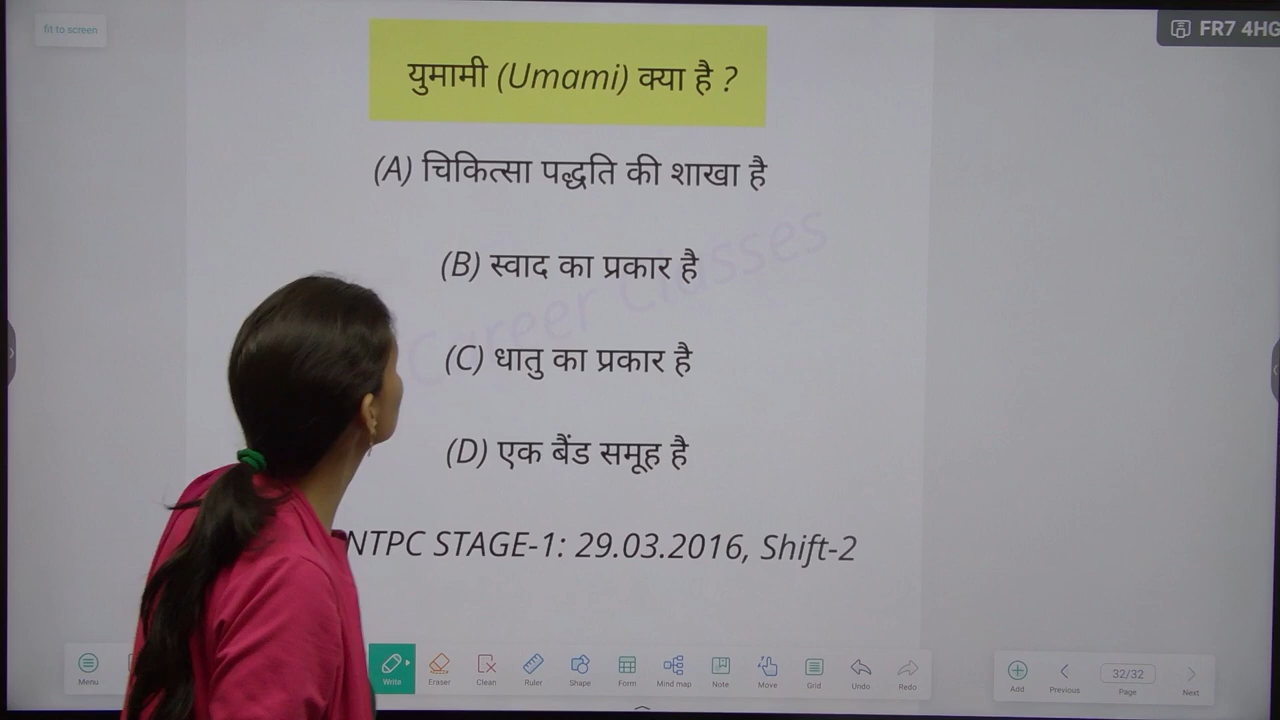 fit to screen
FR7 4HG
युमामी (Umami) क्या है ?
(A) चिकित्सा पद्धति की शाखा है
(B) स्वाद का प्रकार है
Career Classes
(C) धातु का प्रकार है
(D) एक बैंड समूह है
NTPC STAGE-1: 29.03.2016, Shift-2
Menu Write Eraser Clean Ruler Shape Form Mind map Note Move Grid Undo Redo Add Previous 32/32 Page Next